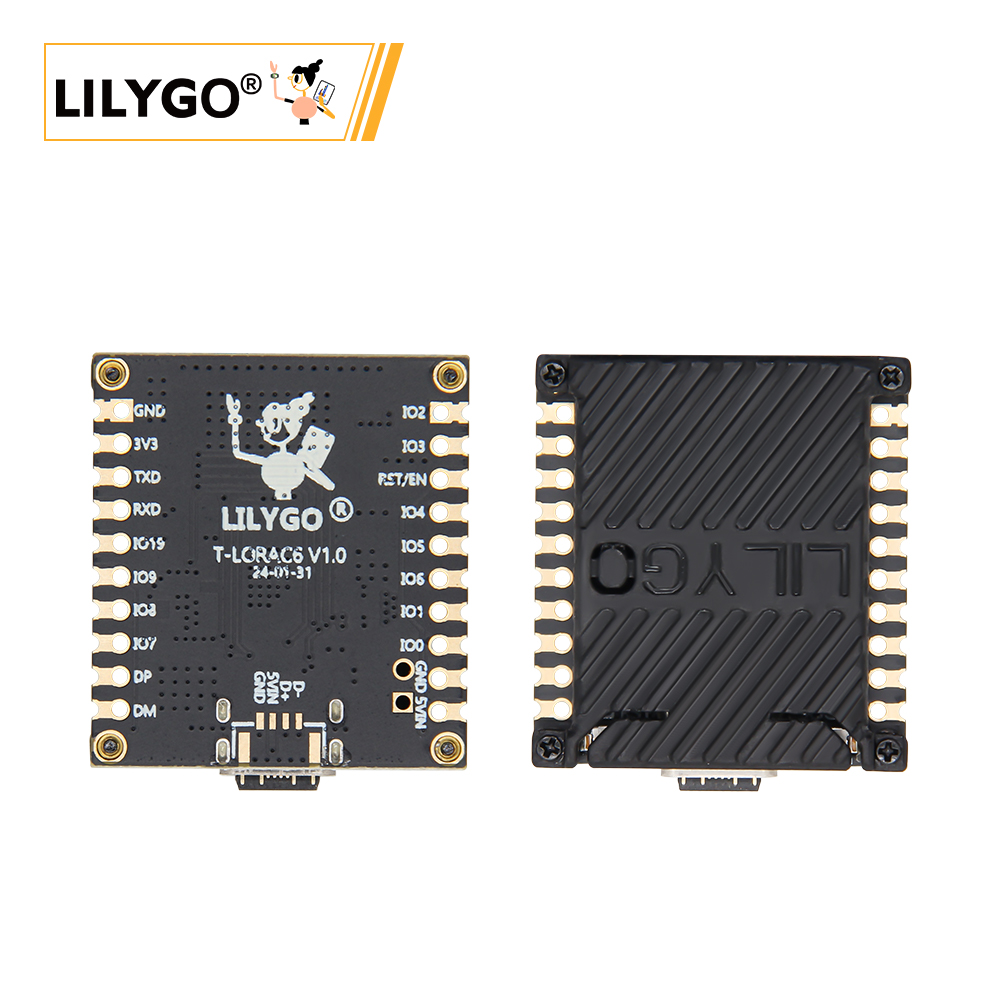 LILYGO®
GND
3V3
TXD
RXD
IO19
IO9
IO8
IO7
DP
DM
LILYGO ®
T-LORAC6 V1.0
24-01-31
IO2
IO3
RST/EN
IO4
IO5
IO6
IO1
IO0
GND 5VIN
D-
D+
5VIN
GND
LILYGO